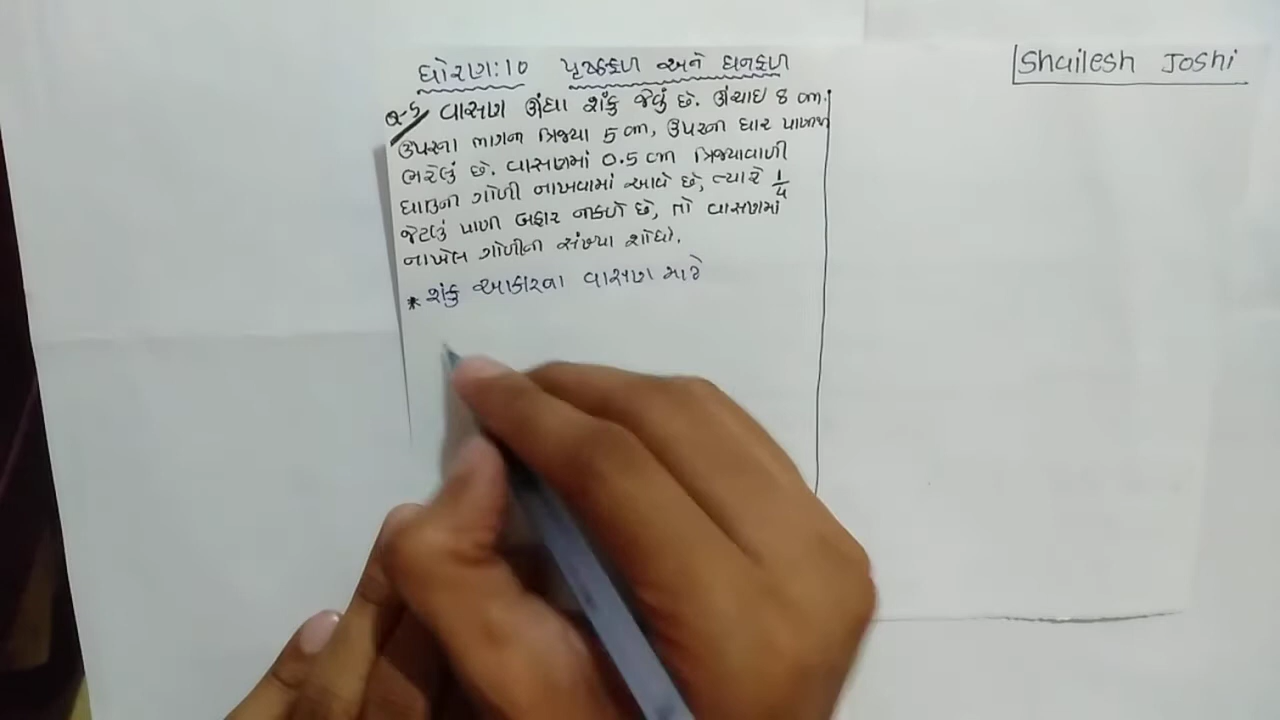 ધોરણ:10 પૃષ્ઠફળ અને ઘનફળ
Shailesh Joshi
Q-5 વાસણ ઊંધા શંકુ જેવું છે. ઊંચાઇ 8 cm.
ઉપરના ભાગની ત્રિજ્યા 5 cm, ઉપરની ધાર પાણીથી
ભરેલું છે. વાસણમાં 0.5 cm ત્રિજ્યાવાળી
ધાતુની ગોળી નાખવામાં આવે છે, ત્યારે 1/4
જેટલું પાણી બહાર નીકળે છે, તો વાસણમાં
નાખેલ ગોળીની સંખ્યા શોધો.
* શંકુ આકારના વાસણ માટે